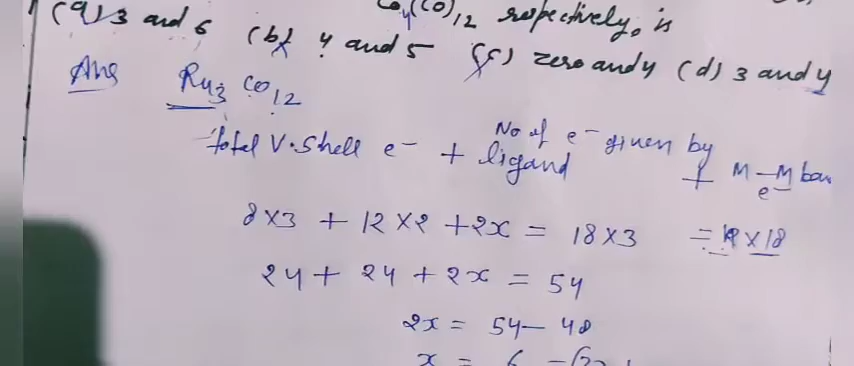 Co4(CO)12 respectively, is
(a) 3 and 6 (b) 4 and 5 (c) zero and 4 (d) 3 and 4
Ans Ru3 CO12
Total V.Shell e- + No of e- given by ligand + M-M e-
8×3 + 12×2 + 2x = 18×3 = ×18
24 + 24 + 2x = 54
2x = 54 - 48
x = 6